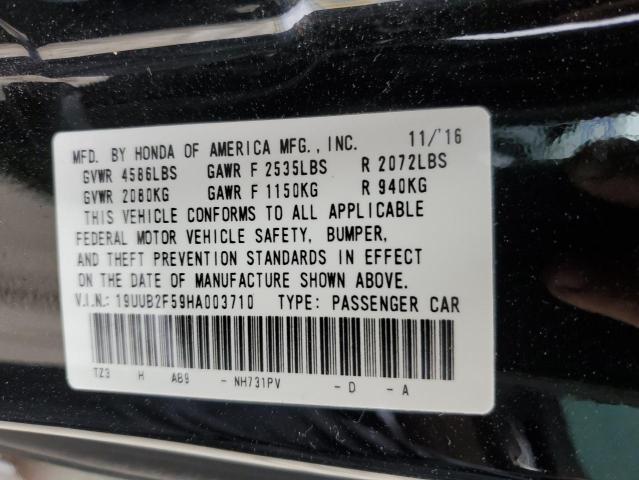 MFD. BY HONDA OF AMERICA MFG., INC. 11/'16
GVWR 4586LBS GAWR F 2535LBS R 2072LBS
GVWR 2080KG GAWR F 1150KG R 940KG
THIS VEHICLE CONFORMS TO ALL APPLICABLE
FEDERAL MOTOR VEHICLE SAFETY, BUMPER,
AND THEFT PREVENTION STANDARDS IN EFFECT
ON THE DATE OF MANUFACTURE SHOWN ABOVE.
V.I.N.: 19UUB2F59HA003710 TYPE: PASSENGER CAR
TZ3 H AB9 - NH731PV - D - A